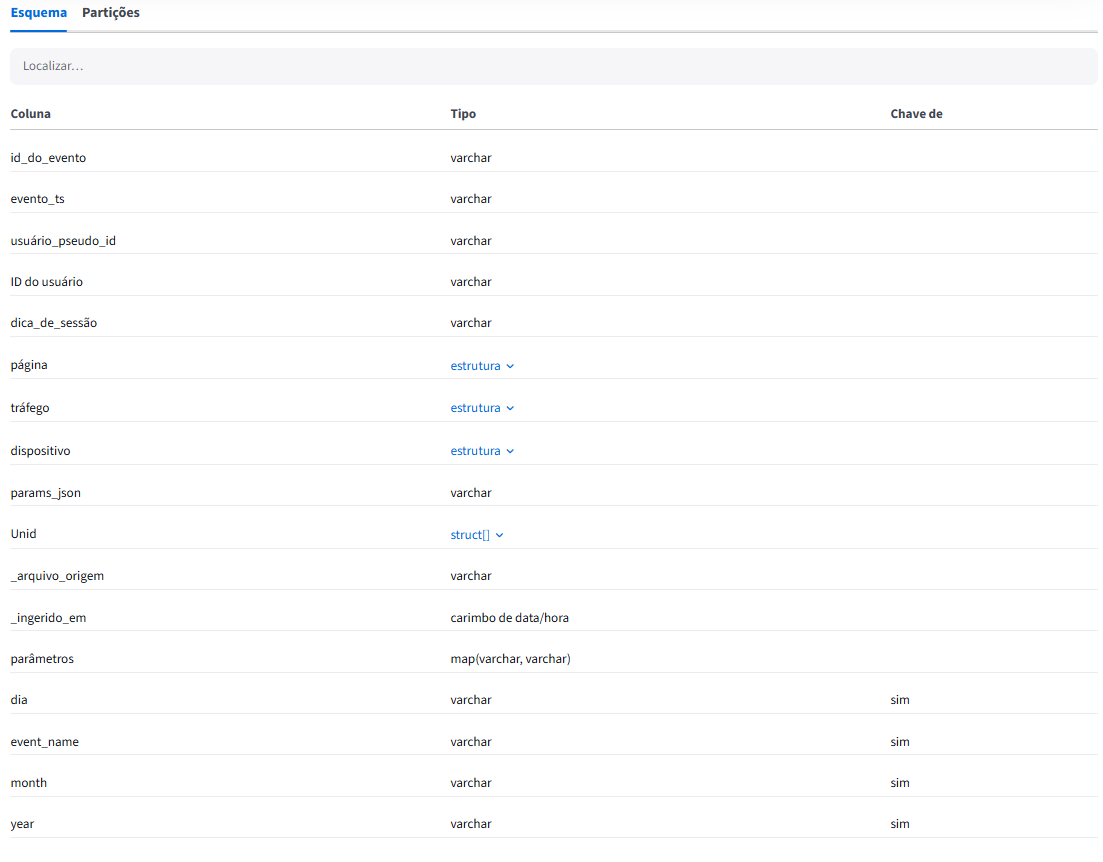 Esquema Partições
Localizar...
Coluna Tipo Chave de
id_do_evento varchar
evento_ts varchar
usuário_pseudo_id varchar
ID do usuário varchar
dica_de_sessão varchar
página estrutura
tráfego estrutura
dispositivo estrutura
params_json varchar
Unid struct[]
_arquivo_origem varchar
_ingerido_em carimbo de data/hora
parâmetros map(varchar, varchar)
dia varchar sim
event_name varchar sim
month varchar sim
year varchar sim